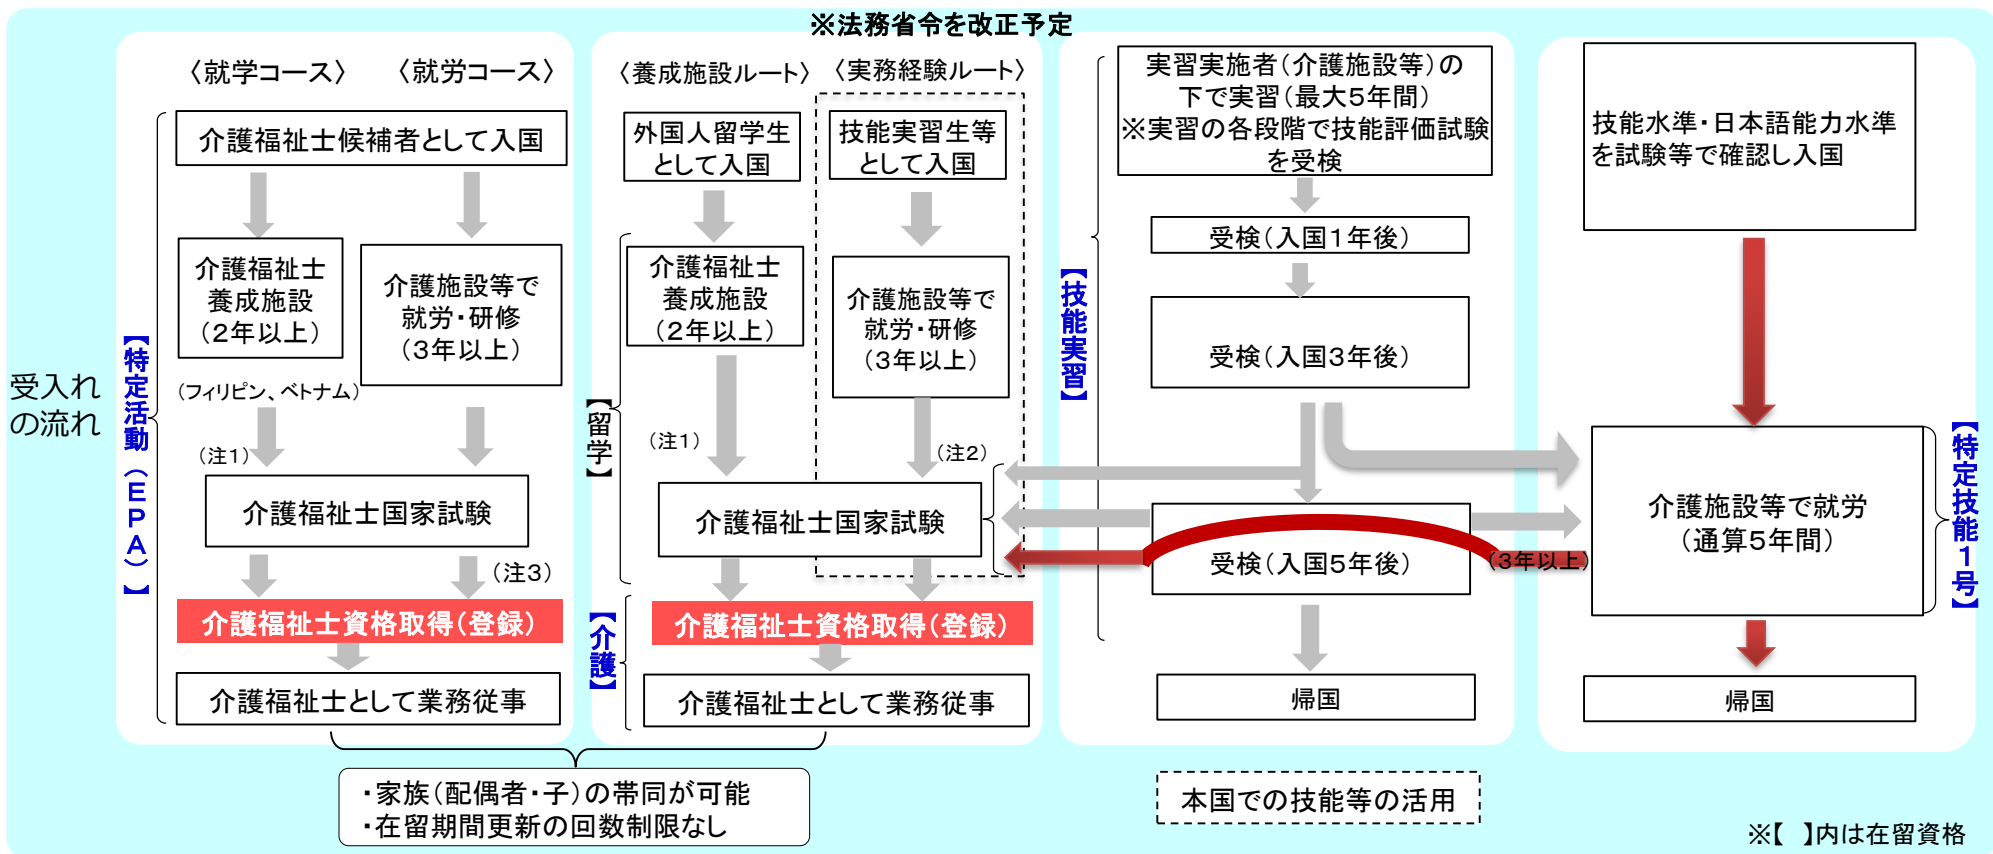 ※法務省令を改正予定
受入れ
の流れ
〈就学コース〉
〈就労コース〉
【特定活動（ＥＰＡ）】
介護福祉士候補者として入国
介護福祉士
養成施設
（２年以上）
介護施設等で
就労・研修
（３年以上）
（フィリピン、ベトナム）
（注１）
介護福祉士国家試験
（注３）
介護福祉士資格取得（登録）
介護福祉士として業務従事
〈養成施設ルート〉
〈実務経験ルート〉
外国人留学生
として入国
技能実習生等
として入国
【留学】
介護福祉士
養成施設
（２年以上）
介護施設等で
就労・研修
（３年以上）
（注１）
（注２）
介護福祉士国家試験
【介護】
介護福祉士資格取得（登録）
介護福祉士として業務従事
・家族（配偶者・子）の帯同が可能
・在留期間更新の回数制限なし
【技能実習】
実習実施者（介護施設等）の
下で実習（最大５年間）
※実習の各段階で技能評価試験
を受検
受検（入国１年後）
受検（入国３年後）
受検（入国５年後）
帰国
本国での技能等の活用
技能水準・日本語能力水準
を試験等で確認し入国
介護施設等で就労
（通算５年間）
（３年以上）
【特定技能１号】
帰国
※【　】内は在留資格